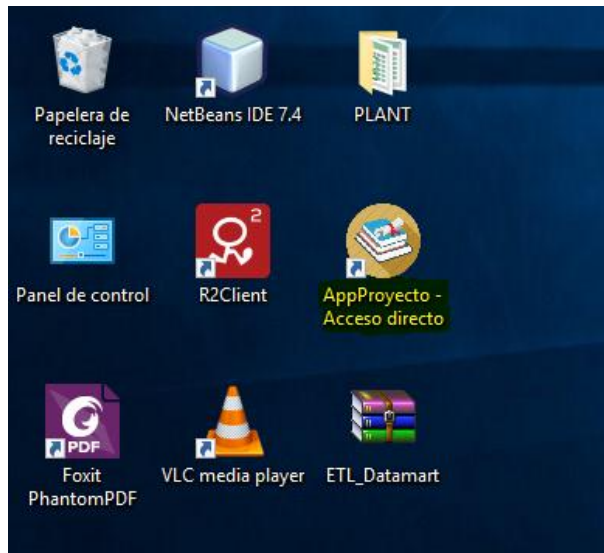 Papelera de
reciclaje
NetBeans IDE 7.4
PLANT
Panel de control
2
R2Client
AppProyecto -
Acceso directo
PDF
Foxit
PhantomPDF
VLC media player
ETL_Datamart